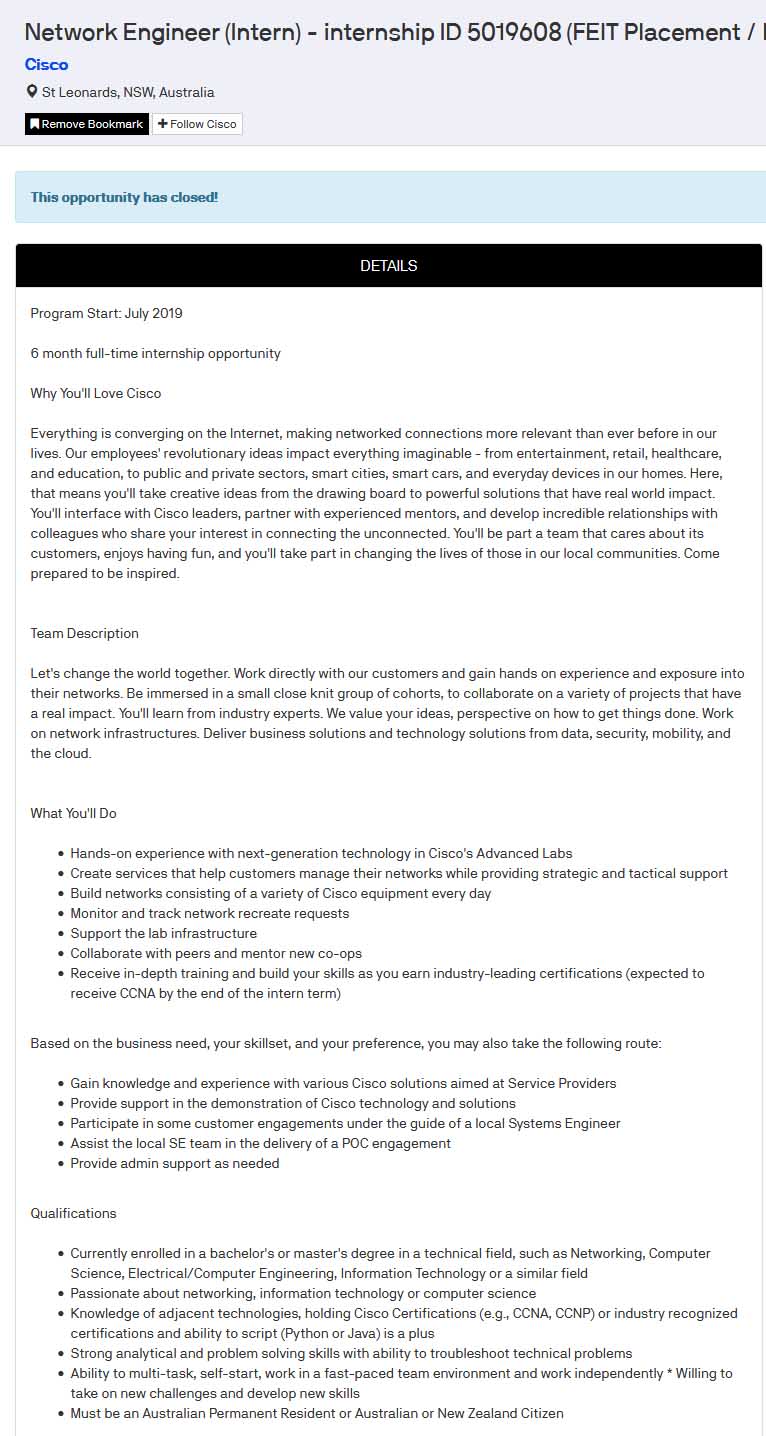 Network Engineer (Intern) - internship ID 5019608 (FEIT Placement /
Cisco
St Leonards, NSW, Australia
Remove Bookmark + Follow Cisco
This opportunity has closed!
DETAILS
Program Start: July 2019
6 month full-time internship opportunity
Why You'll Love Cisco
Everything is converging on the Internet, making networked connections more relevant than ever before in our
lives. Our employees' revolutionary ideas impact everything imaginable - from entertainment, retail, healthcare,
and education, to public and private sectors, smart cities, smart cars, and everyday devices in our homes. Here,
that means you'll take creative ideas from the drawing board to powerful solutions that have real world impact.
You'll interface with Cisco leaders, partner with experienced mentors, and develop incredible relationships with
colleagues who share your interest in connecting the unconnected. You'll be part a team that cares about its
customers, enjoys having fun, and you'll take part in changing the lives of those in our local communities. Come
prepared to be inspired.
Team Description
Let's change the world together. Work directly with our customers and gain hands on experience and exposure into
their networks. Be immersed in a small close knit group of cohorts, to collaborate on a variety of projects that have
a real impact. You'll learn from industry experts. We value your ideas, perspective on how to get things done. Work
on network infrastructures. Deliver business solutions and technology solutions from data, security, mobility, and
the cloud.
What You'll Do
• Hands-on experience with next-generation technology in Cisco's Advanced Labs
• Create services that help customers manage their networks while providing strategic and tactical support
• Build networks consisting of a variety of Cisco equipment every day
• Monitor and track network recreate requests
• Support the lab infrastructure
• Collaborate with peers and mentor new co-ops
• Receive in-depth training and build your skills as you earn industry-leading certifications (expected to
receive CCNA by the end of the intern term)
Based on the business need, your skillset, and your preference, you may also take the following route:
• Gain knowledge and experience with various Cisco solutions aimed at Service Providers
• Provide support in the demonstration of Cisco technology and solutions
• Participate in some customer engagements under the guide of a local Systems Engineer
• Assist the local SE team in the delivery of a POC engagement
• Provide admin support as needed
Qualifications
• Currently enrolled in a bachelor's or master's degree in a technical field, such as Networking, Computer
Science, Electrical/Computer Engineering, Information Technology or a similar field
• Passionate about networking, information technology or computer science
• Knowledge of adjacent technologies, holding Cisco Certifications (e.g., CCNA, CCNP) or industry recognized
certifications and ability to script (Python or Java) is a plus
• Strong analytical and problem solving skills with ability to troubleshoot technical problems
• Ability to multi-task, self-start, work in a fast-paced team environment and work independently * Willing to
take on new challenges and develop new skills
• Must be an Australian Permanent Resident or Australian or New Zealand Citizen